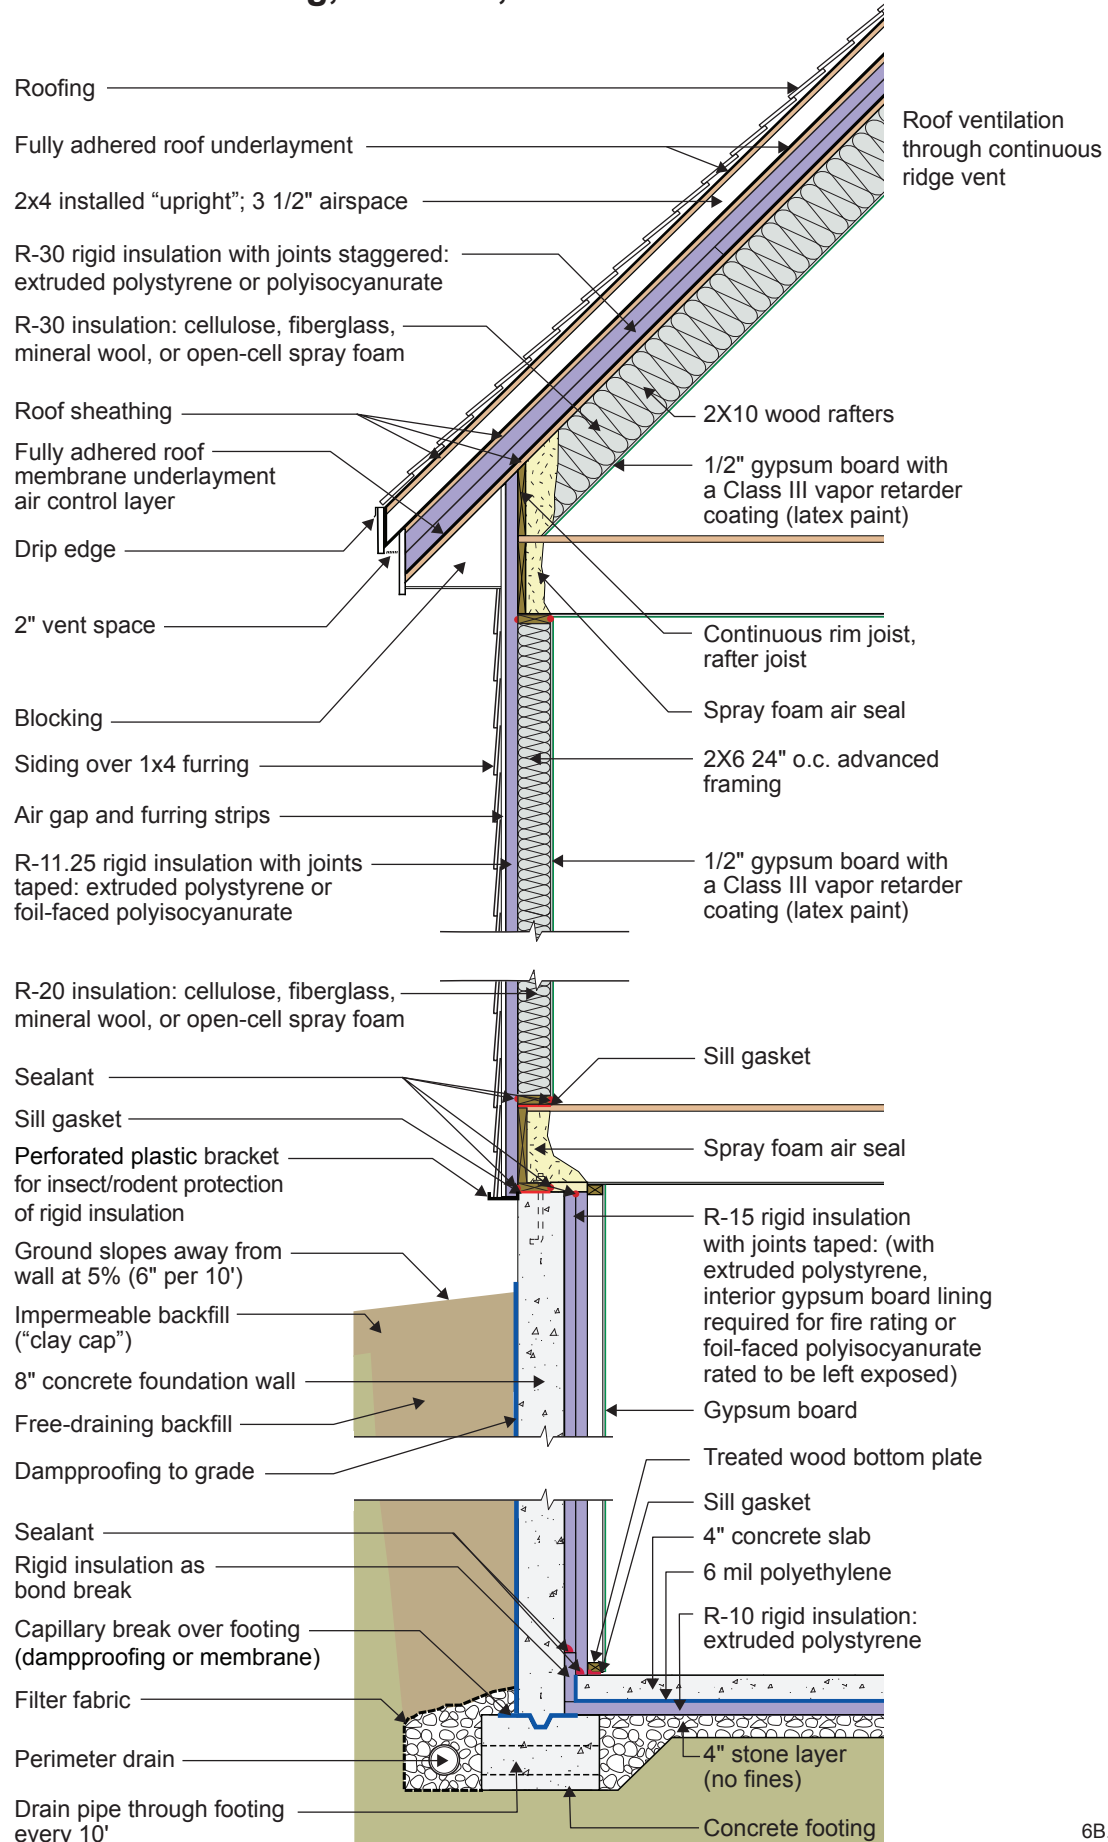 Roofing
Fully adhered roof underlayment
2x4 installed “upright”; 3 1/2" airspace
R-30 rigid insulation with joints staggered:
extruded polystyrene or polyisocyanurate
R-30 insulation: cellulose, fiberglass,
mineral wool, or open-cell spray foam
Roof sheathing
Fully adhered roof
membrane underlayment
air control layer
Drip edge
2" vent space
Blocking
Siding over 1x4 furring
Air gap and furring strips
R-11.25 rigid insulation with joints
taped: extruded polystyrene or
foil-faced polyisocyanurate
R-20 insulation: cellulose, fiberglass,
mineral wool, or open-cell spray foam
Sealant
Sill gasket
Perforated plastic bracket
for insect/rodent protection
of rigid insulation
Ground slopes away from
wall at 5% (6" per 10')
Impermeable backfill
(“clay cap”)
8" concrete foundation wall
Free-draining backfill
Dampproofing to grade
Sealant
Rigid insulation as
bond break
Capillary break over footing
(dampproofing or membrane)
Filter fabric
Perimeter drain
Drain pipe through footing
every 10'
Roof ventilation
through continuous
ridge vent
2X10 wood rafters
1/2" gypsum board with
a Class III vapor retarder
coating (latex paint)
Continuous rim joist,
rafter joist
Spray foam air seal
2X6 24" o.c. advanced
framing
1/2" gypsum board with
a Class III vapor retarder
coating (latex paint)
Sill gasket
Spray foam air seal
R-15 rigid insulation
with joints taped: (with
extruded polystyrene,
interior gypsum board lining
required for fire rating or
foil-faced polyisocyanurate
rated to be left exposed)
Gypsum board
Treated wood bottom plate
Sill gasket
4" concrete slab
6 mil polyethylene
R-10 rigid insulation:
extruded polystyrene
4" stone layer
(no fines)
Concrete footing
6B